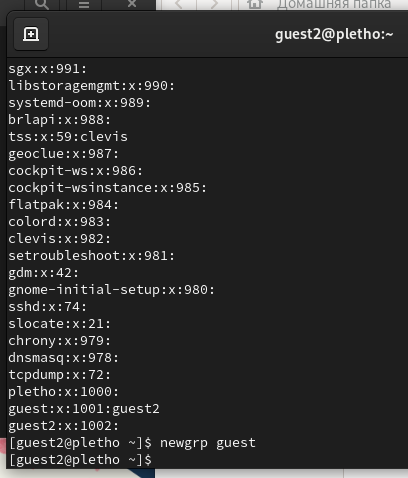 Домашняя папка
guest2@pletho:~
sgx:x:991:
libstoragemgmt:x:990:
systemd-oom:x:989:
brlapi:x:988:
tss:x:59:clevis
geoclue:x:987:
cockpit-ws:x:986:
cockpit-wsinstance:x:985:
flatpak:x:984:
colord:x:983:
clevis:x:982:
setroubleshoot:x:981:
gdm:x:42:
gnome-initial-setup:x:980:
sshd:x:74:
slocate:x:21:
chrony:x:979:
dnsmasq:x:978:
tcpdump:x:72:
pletho:x:1000:
guest:x:1001:guest2
guest2:x:1002:
[guest2@pletho ~]$ newgrp guest
[guest2@pletho ~]$